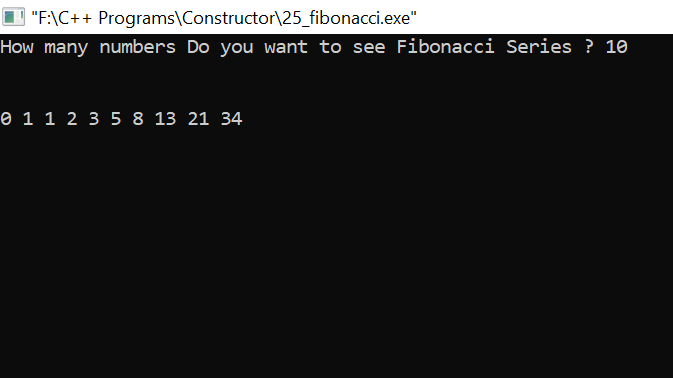 "F:\C++ Programs\Constructor\25_fibonacci.exe"
How many numbers Do you want to see Fibonacci Series ? 10
0 1 1 2 3 5 8 13 21 34